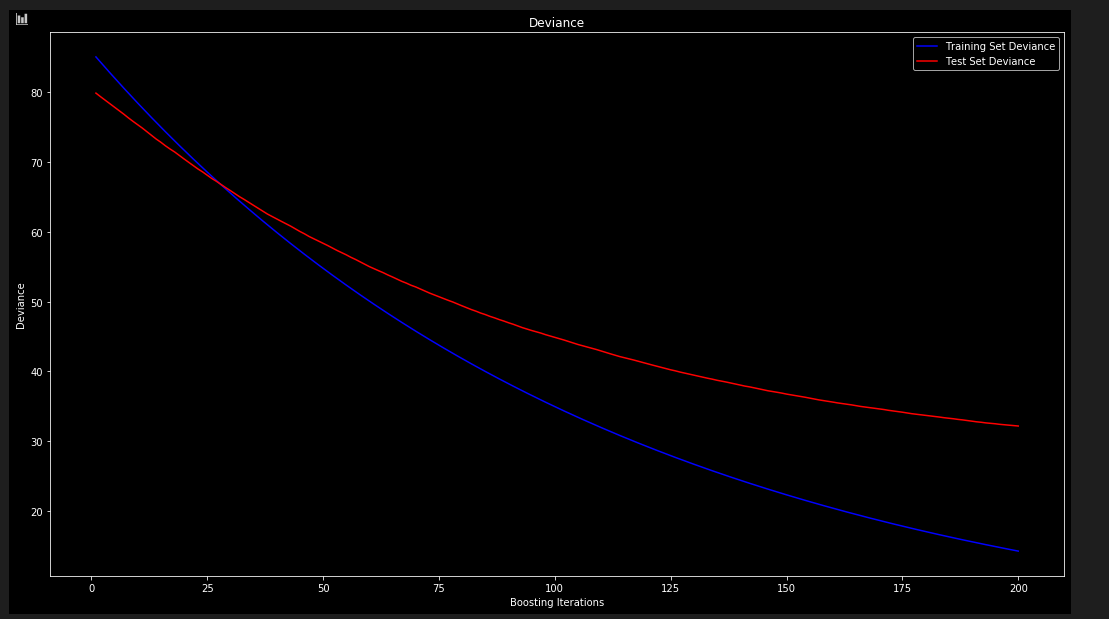 Deviance
Training Set Deviance
Test Set Deviance
Deviance
80
70
60
50
40
30
20
0 25 50 75 100 125 150 175 200
Boosting Iterations